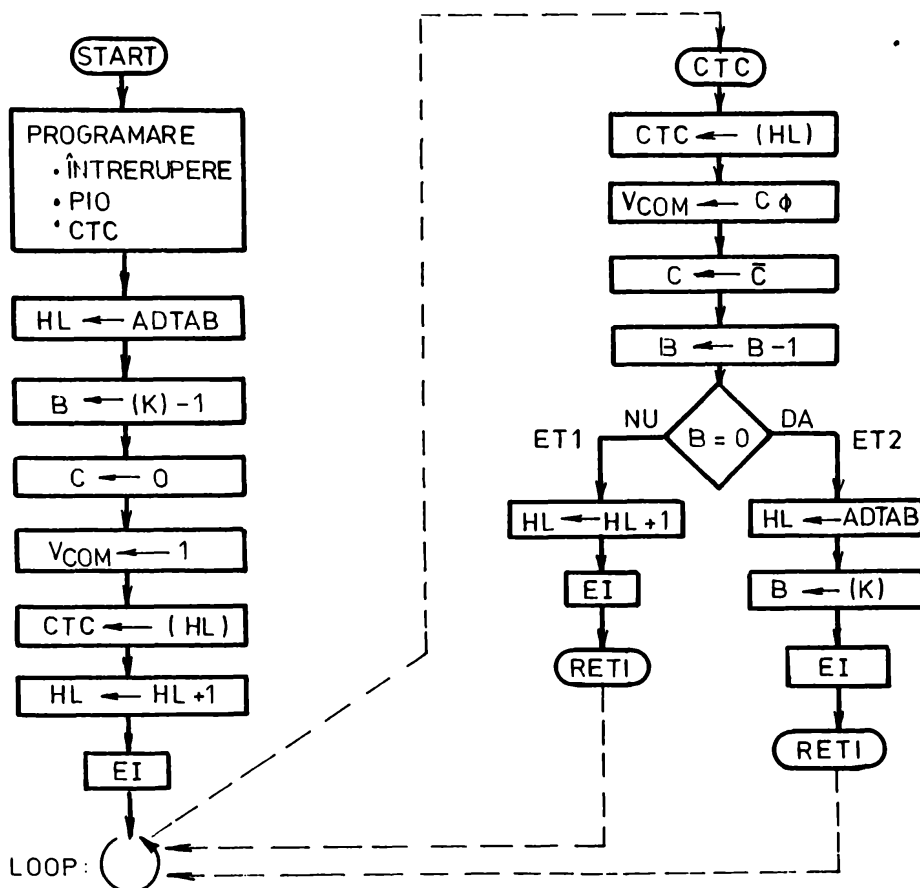 START
PROGRAMARE
• ÎNTRERUPERE
• PIO
• CTC
HL ← ADTAB
B ← (K) - 1
C ← 0
VCOM ← 1
CTC ← (HL)
HL ← HL+1
EI
LOOP:
CTC
CTC ← (HL)
VCOM ← Cϕ
C ← C̄
B ← B-1
B = 0
NU
DA
ET1
ET2
HL ← HL+1
EI
RETI
HL ← ADTAB
B ← (K)
EI
RETI